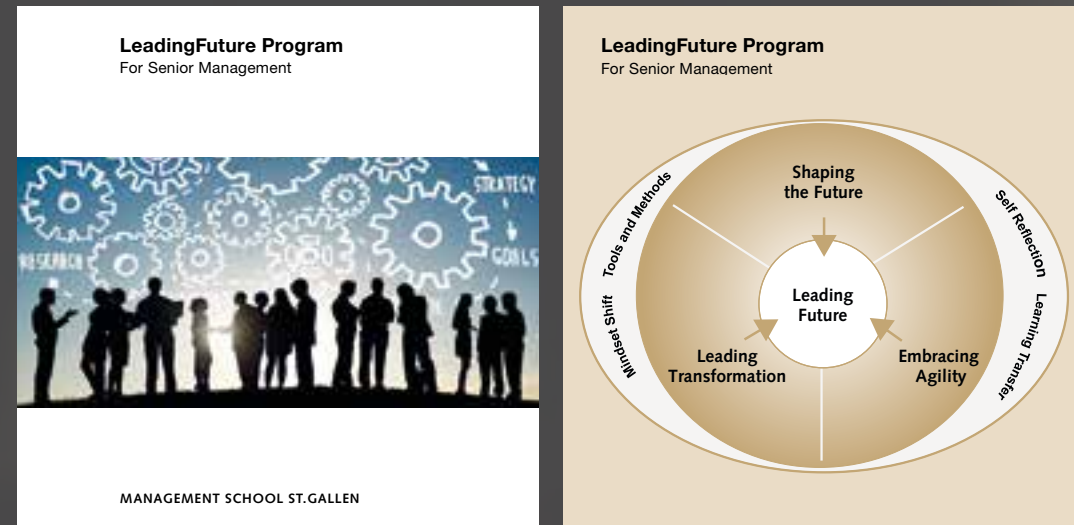 LeadingFuture Program
For Senior Management
STRATEGY
RESEARCH
GOALS
MANAGEMENT SCHOOL ST.GALLEN
LeadingFuture Program
For Senior Management
Shaping
the Future
Tools and Methods
Self Reflection
Leading
Future
Mindset Shift
Learning Transfer
Leading
Transformation
Embracing
Agility